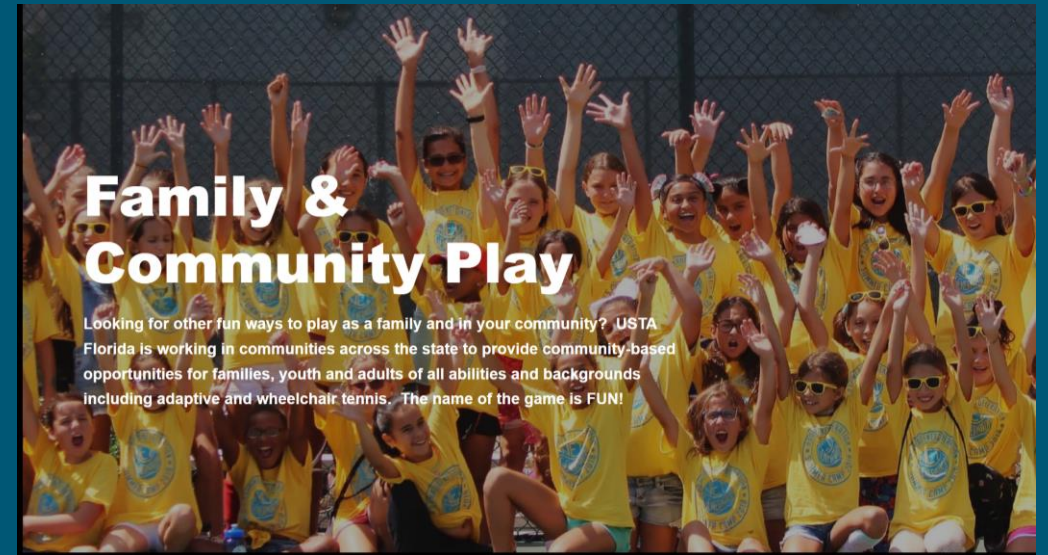 Family &
Community Play
Looking for other fun ways to play as a family and in your community?  USTA
Florida is working in communities across the state to provide community-based
opportunities for families, youth and adults of all abilities and backgrounds
including adaptive and wheelchair tennis.  The name of the game is FUN!